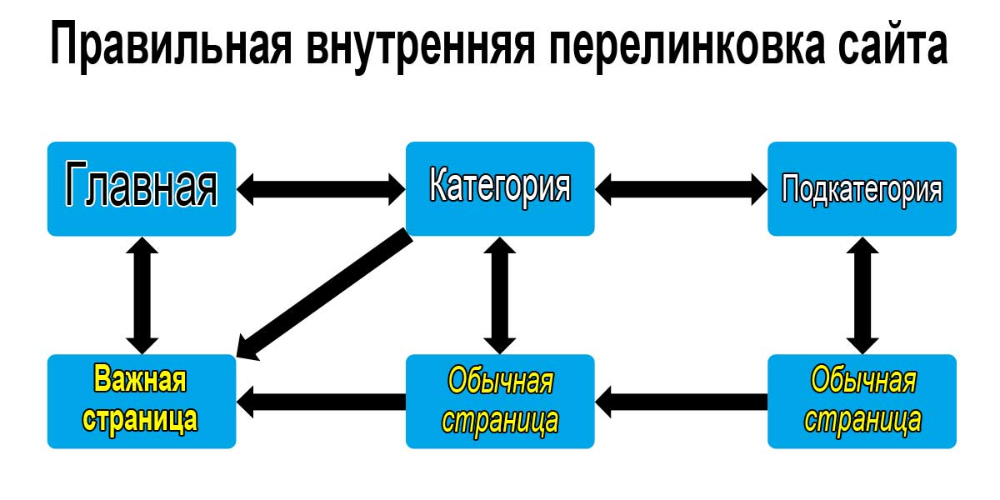 Правильная внутренняя перелинковка сайта
Главная
Категория
Подкатегория
Важная
страница
Обычная
страница
Обычная
страница